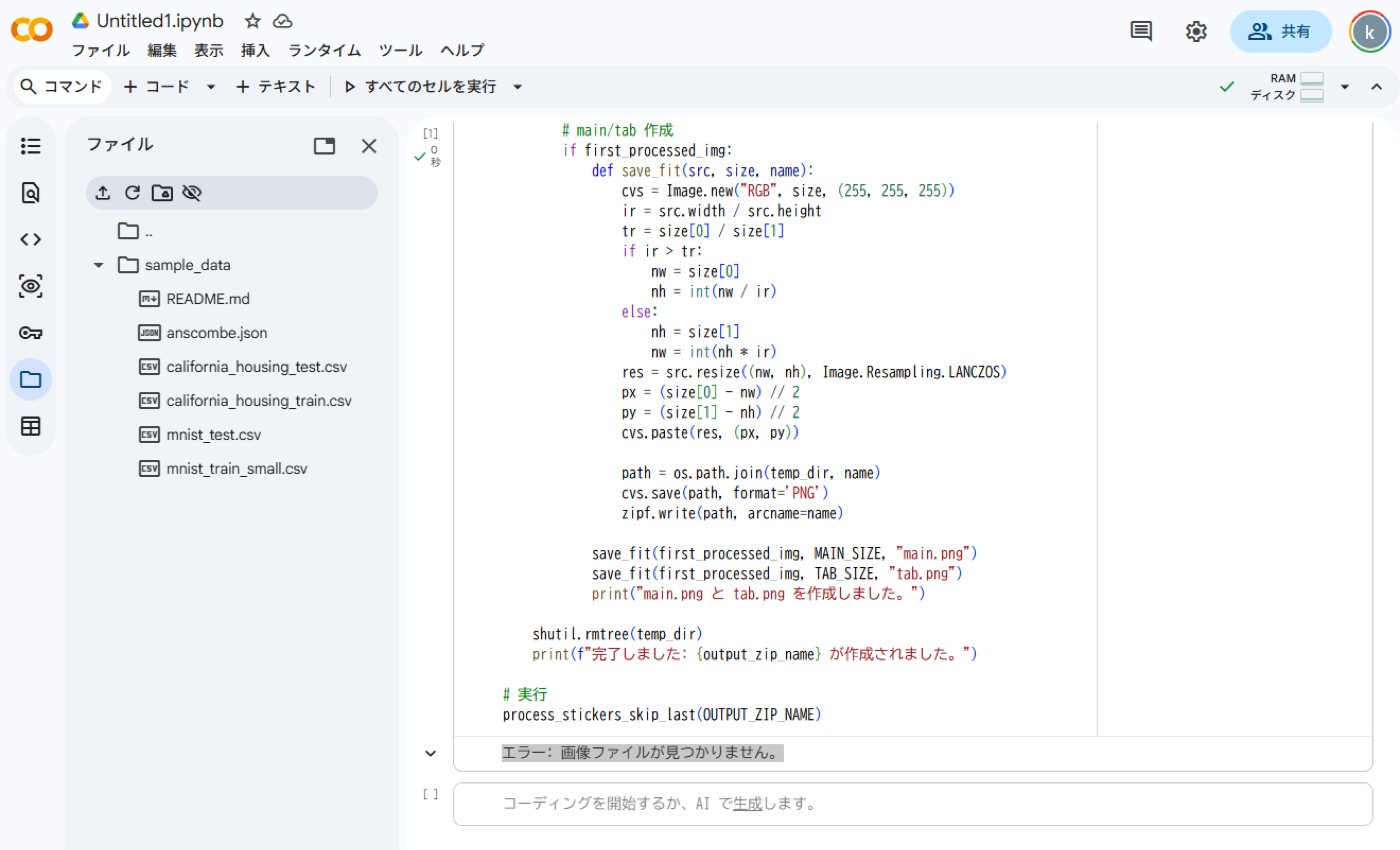 Untitled1.ipynb
ファイル 編集 表示 挿入 ランタイム ツール ヘルプ
共有
k
コマンド + コード + テキスト すべてのセルを実行
RAM
ディスク
ファイル
..
sample_data
README.md
anscombe.json
california_housing_test.csv
california_housing_train.csv
mnist_test.csv
mnist_train_small.csv
[1]
0
秒
# main/tab 作成
if first_processed_img:
def save_fit(src, size, name):
cvs = Image.new("RGB", size, (255, 255, 255))
ir = src.width / src.height
tr = size[0] / size[1]
if ir > tr:
nw = size[0]
nh = int(nw / ir)
else:
nh = size[1]
nw = int(nh * ir)
res = src.resize((nw, nh), Image.Resampling.LANCZOS)
px = (size[0] - nw) // 2
py = (size[1] - nh) // 2
cvs.paste(res, (px, py))
path = os.path.join(temp_dir, name)
cvs.save(path, format='PNG')
zipf.write(path, arcname=name)
save_fit(first_processed_img, MAIN_SIZE, "main.png")
save_fit(first_processed_img, TAB_SIZE, "tab.png")
print("main.png と tab.png を作成しました。")
shutil.rmtree(temp_dir)
print(f"完了しました: {output_zip_name} が作成されました。")
# 実行
process_stickers_skip_last(OUTPUT_ZIP_NAME)
エラー: 画像ファイルが見つかりません。
[ ]
コーディングを開始するか、AI で生成します。